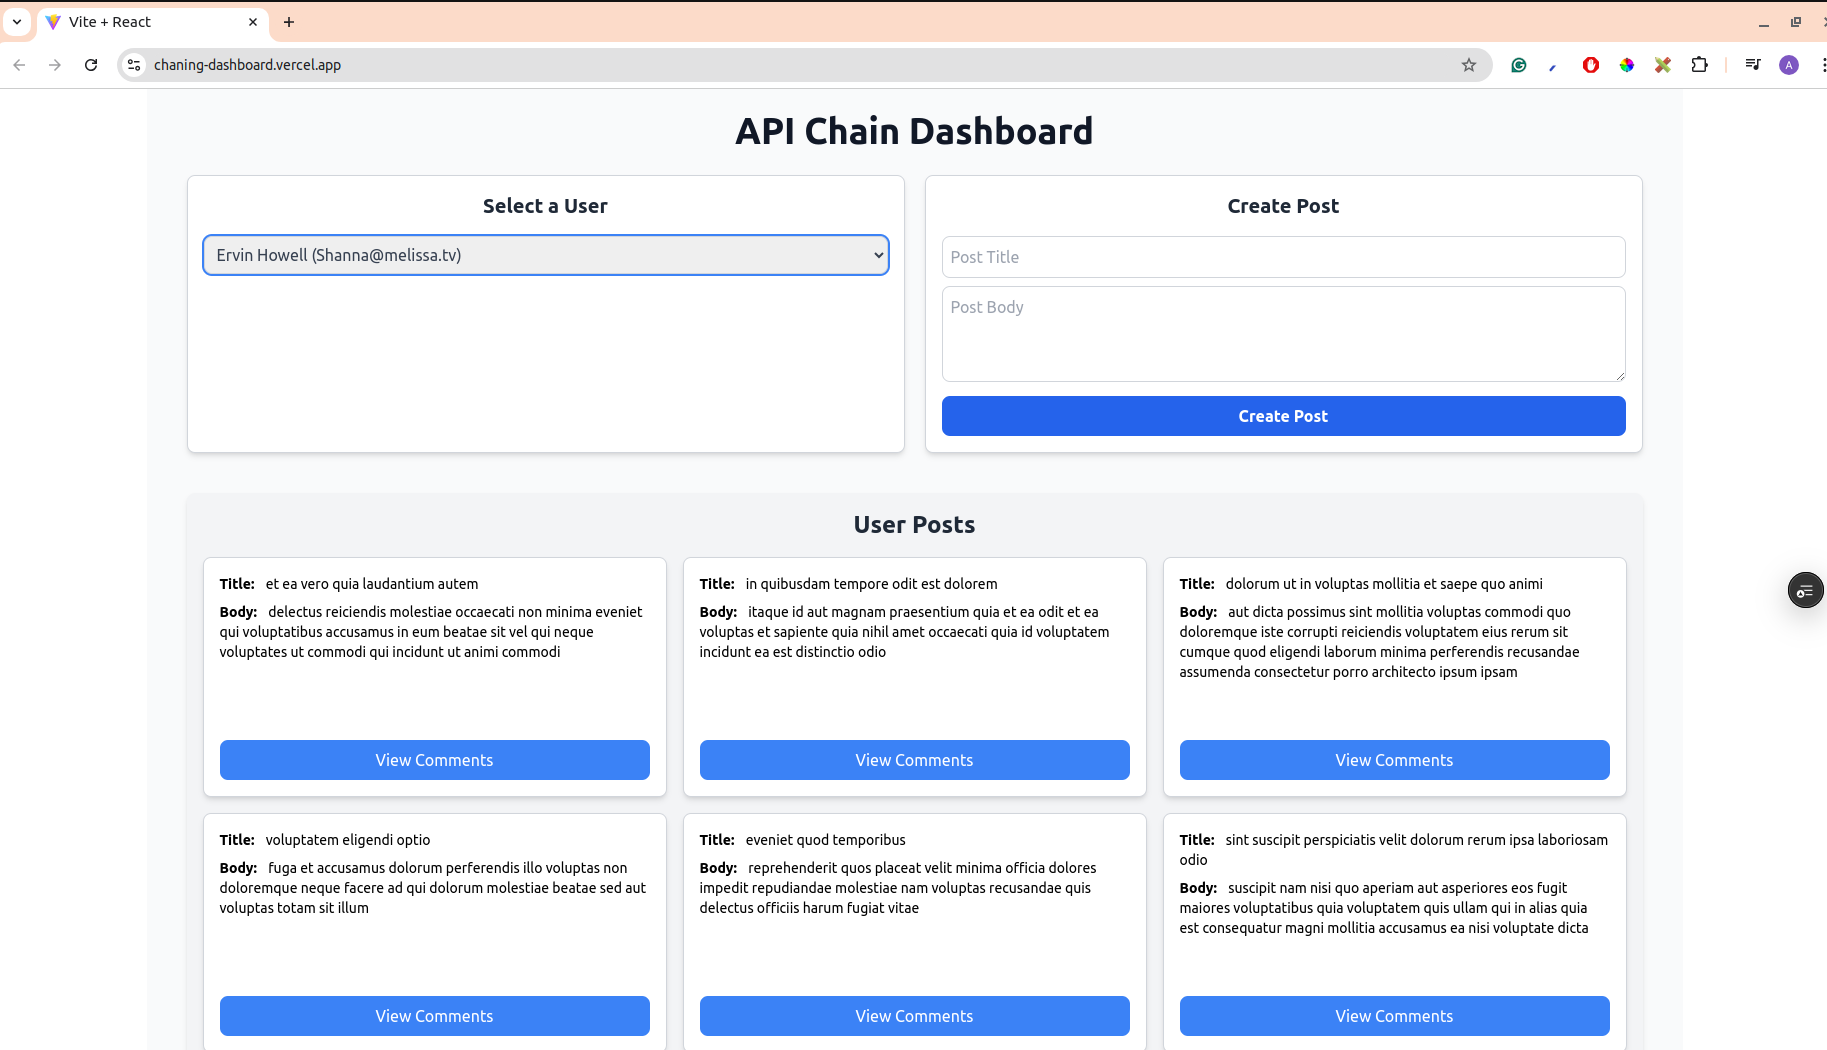 Vite + React
chaning-dashboard.vercel.app
A
API Chain Dashboard
Select a User
Ervin Howell (Shanna@melissa.tv)
Create Post
Post Title
Post Body
Create Post
User Posts
Title: et ea vero quia laudantium autem
Body: delectus reiciendis molestiae occaecati non minima eveniet
qui voluptatibus accusamus in eum beatae sit vel qui neque
voluptates ut commodi qui incidunt ut animi commodi
View Comments
Title: in quibusdam tempore odit est dolorem
Body: itaque id aut magnam praesentium quia et ea odit et ea
voluptas et sapiente quia nihil amet occaecati quia id voluptatem
incidunt ea est distinctio odio
View Comments
Title: dolorum ut in voluptas mollitia et saepe quo animi
Body: aut dicta possimus sint mollitia voluptas commodi quo
doloremque iste corrupti reiciendis voluptatem eius rerum sit
cumque quod eligendi laborum minima perferendis recusandae
assumenda consectetur porro architecto ipsum ipsam
View Comments
Title: voluptatem eligendi optio
Body: fuga et accusamus dolorum perferendis illo voluptas non
doloremque neque facere ad qui dolorum molestiae beatae sed aut
voluptas totam sit illum
View Comments
Title: eveniet quod temporibus
Body: reprehenderit quos placeat velit minima officia dolores
impedit repudiandae molestiae nam voluptas recusandae quis
delectus officiis harum fugiat vitae
View Comments
Title: sint suscipit perspiciatis velit dolorum rerum ipsa laboriosam
odio
Body: suscipit nam nisi quo aperiam aut asperiores eos fugit
maiores voluptatibus quia voluptatem quis ullam qui in alias quia
est consequatur magni mollitia accusamus ea nisi voluptate dicta
View Comments